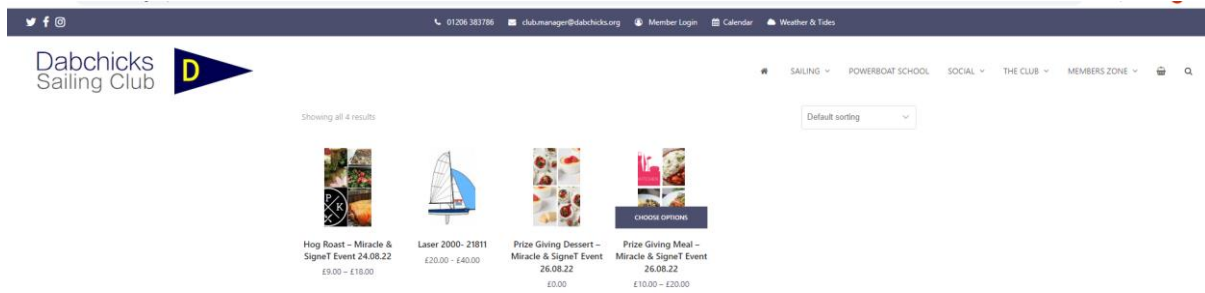 01206 383786 club.manager@dabchicks.org Member Login Calendar Weather & Tides
Dabchicks
Sailing Club
D
SAILING POWERBOAT SCHOOL SOCIAL THE CLUB MEMBERS ZONE
Showing all 4 results
Default sorting
P K X
CHOOSE OPTIONS
Hog Roast – Miracle &
SigneT Event 24.08.22
£9.00 – £18.00
Laser 2000- 21811
£20.00 – £40.00
Prize Giving Dessert –
Miracle & SigneT Event
26.08.22
£0.00
Prize Giving Meal –
Miracle & SigneT Event
26.08.22
£10.00 – £20.00